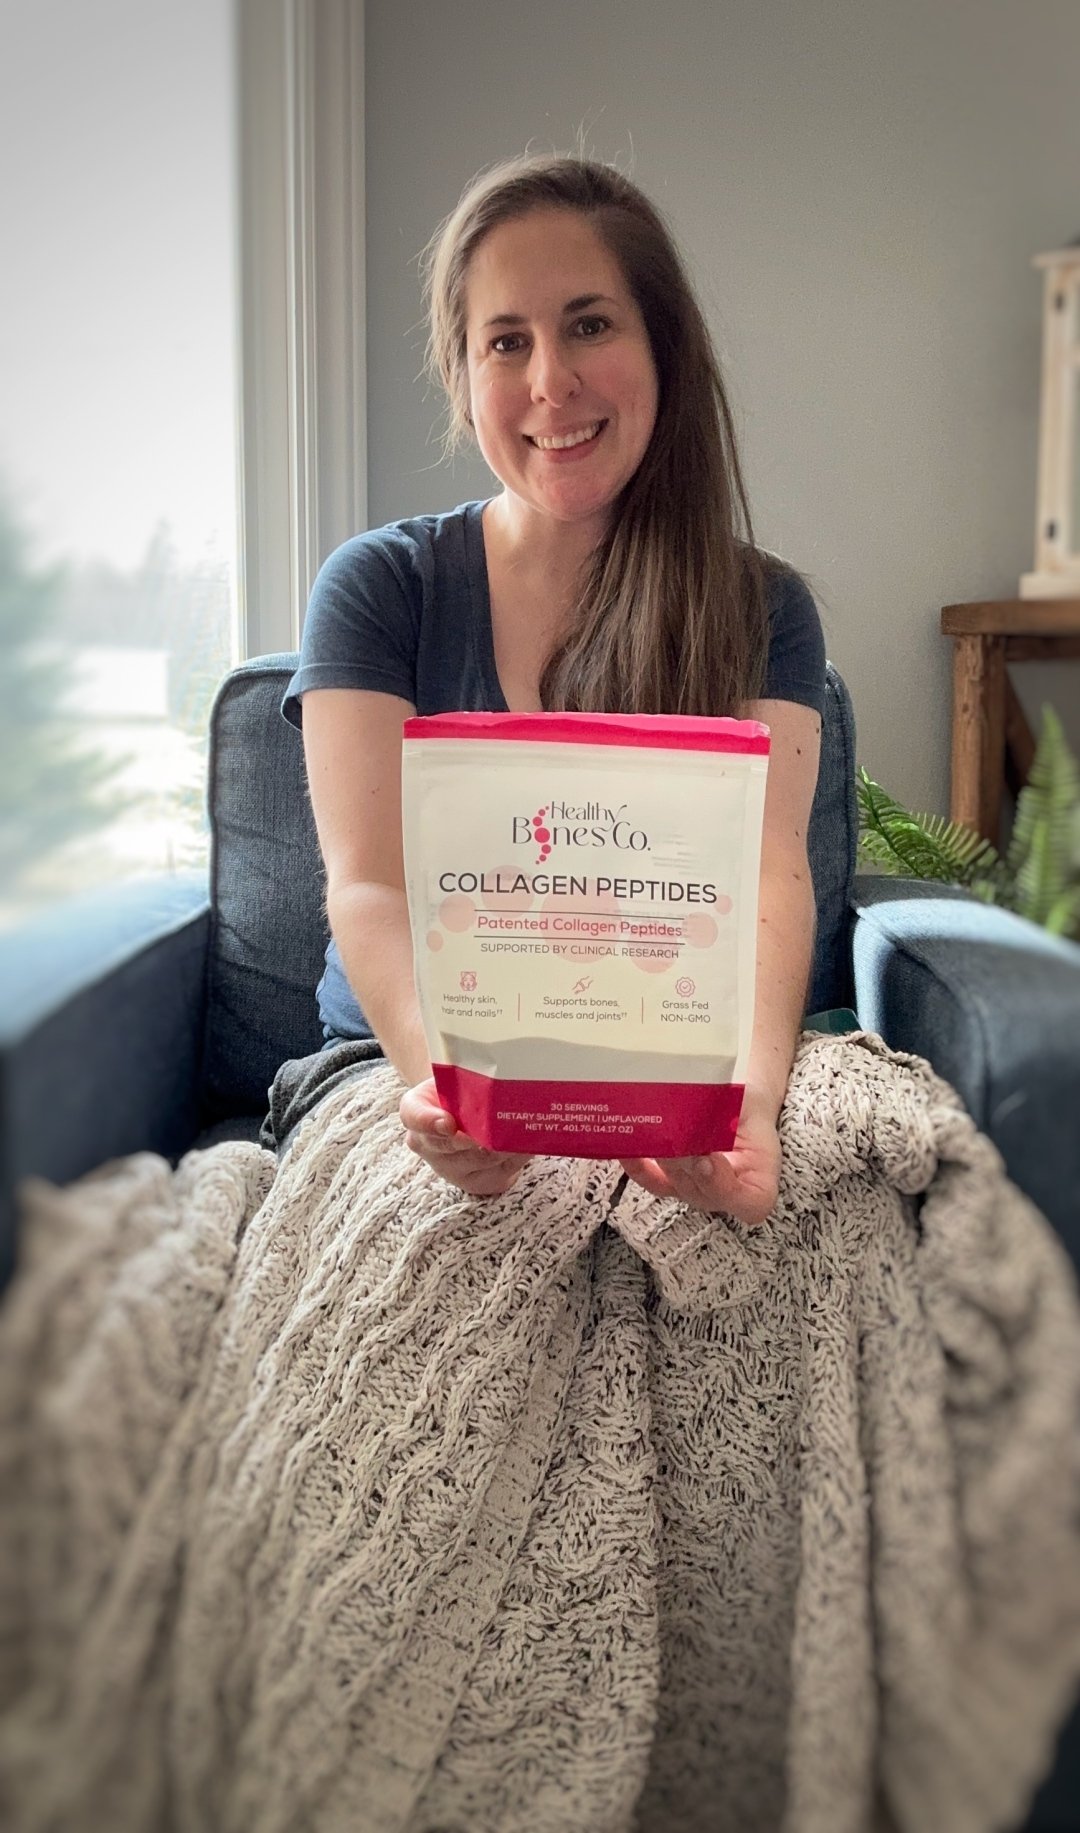 Healthy
Bones Co.
COLLAGEN PEPTIDES
Patented Collagen Peptides
SUPPORTED BY CLINICAL RESEARCH
Healthy skin,
hair and nails††
Supports bones,
muscles and joints††
Grass Fed
NON-GMO
30 SERVINGS
DIETARY SUPPLEMENT | UNFLAVORED
NET WT. 401.7G (14.17 OZ)